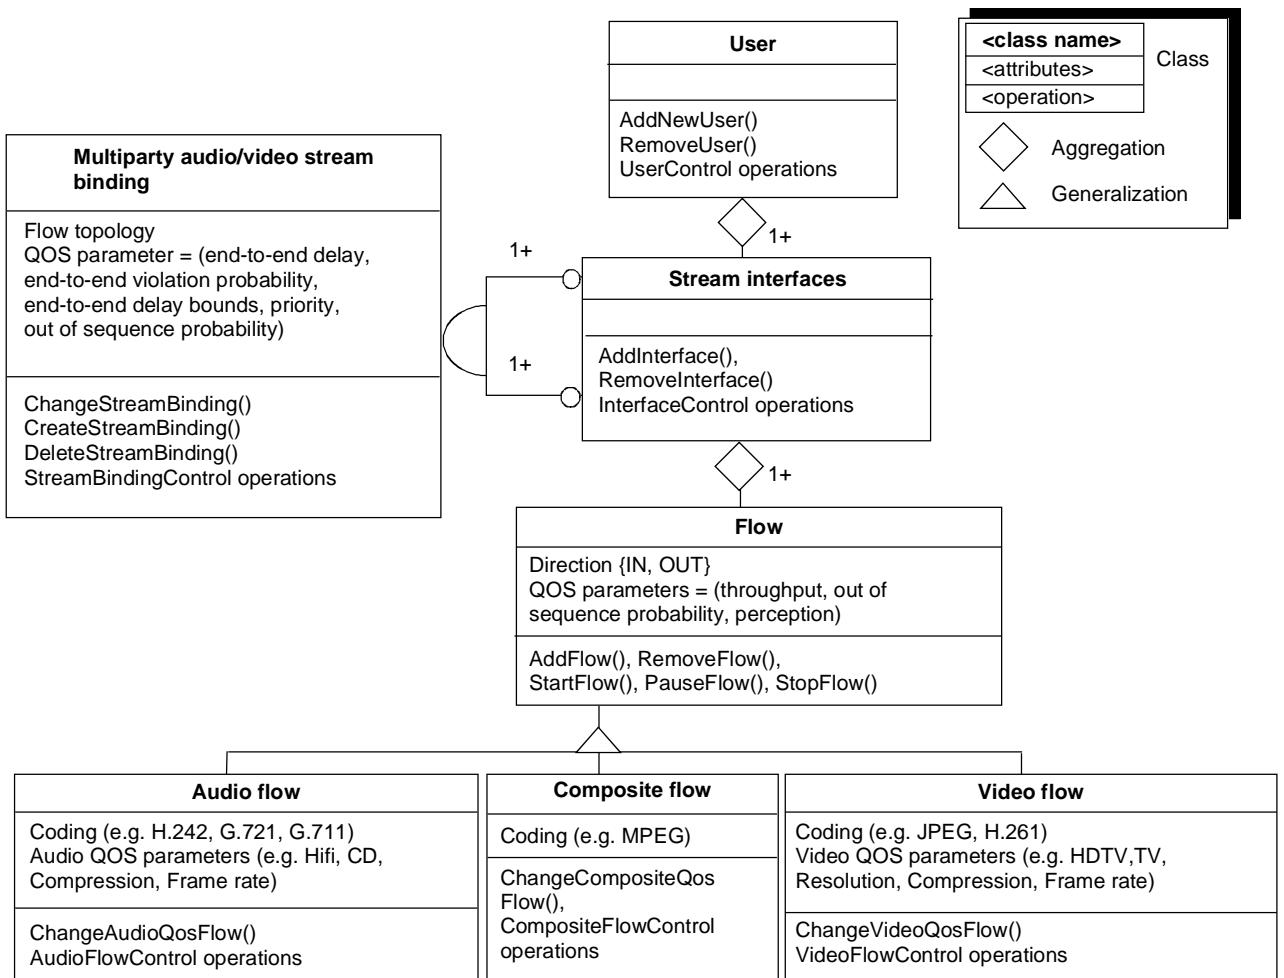 User
AddNewUser()
RemoveUser()
UserControl operations
<class name>
<attributes>
<operation>
Class
Aggregation
Generalization
Multiparty audio/video stream
binding
Flow topology
QOS parameter = (end-to-end delay,
end-to-end violation probability,
end-to-end delay bounds, priority,
out of sequence probability)
ChangeStreamBinding()
CreateStreamBinding()
DeleteStreamBinding()
StreamBindingControl operations
1+
1+
1+
Stream interfaces
AddInterface(),
RemoveInterface()
InterfaceControl operations
1+
Flow
Direction {IN, OUT}
QOS parameters = (throughput, out of
sequence probability, perception)
AddFlow(), RemoveFlow(),
StartFlow(), PauseFlow(), StopFlow()
Audio flow
Coding (e.g. H.242, G.721, G.711)
Audio QOS parameters (e.g. Hifi, CD,
Compression, Frame rate)
ChangeAudioQosFlow()
AudioFlowControl operations
Composite flow
Coding (e.g. MPEG)
ChangeCompositeQos
Flow(),
CompositeFlowControl
operations
Video flow
Coding (e.g. JPEG, H.261)
Video QOS parameters (e.g. HDTV,TV,
Resolution, Compression, Frame rate)
ChangeVideoQosFlow()
VideoFlowControl operations